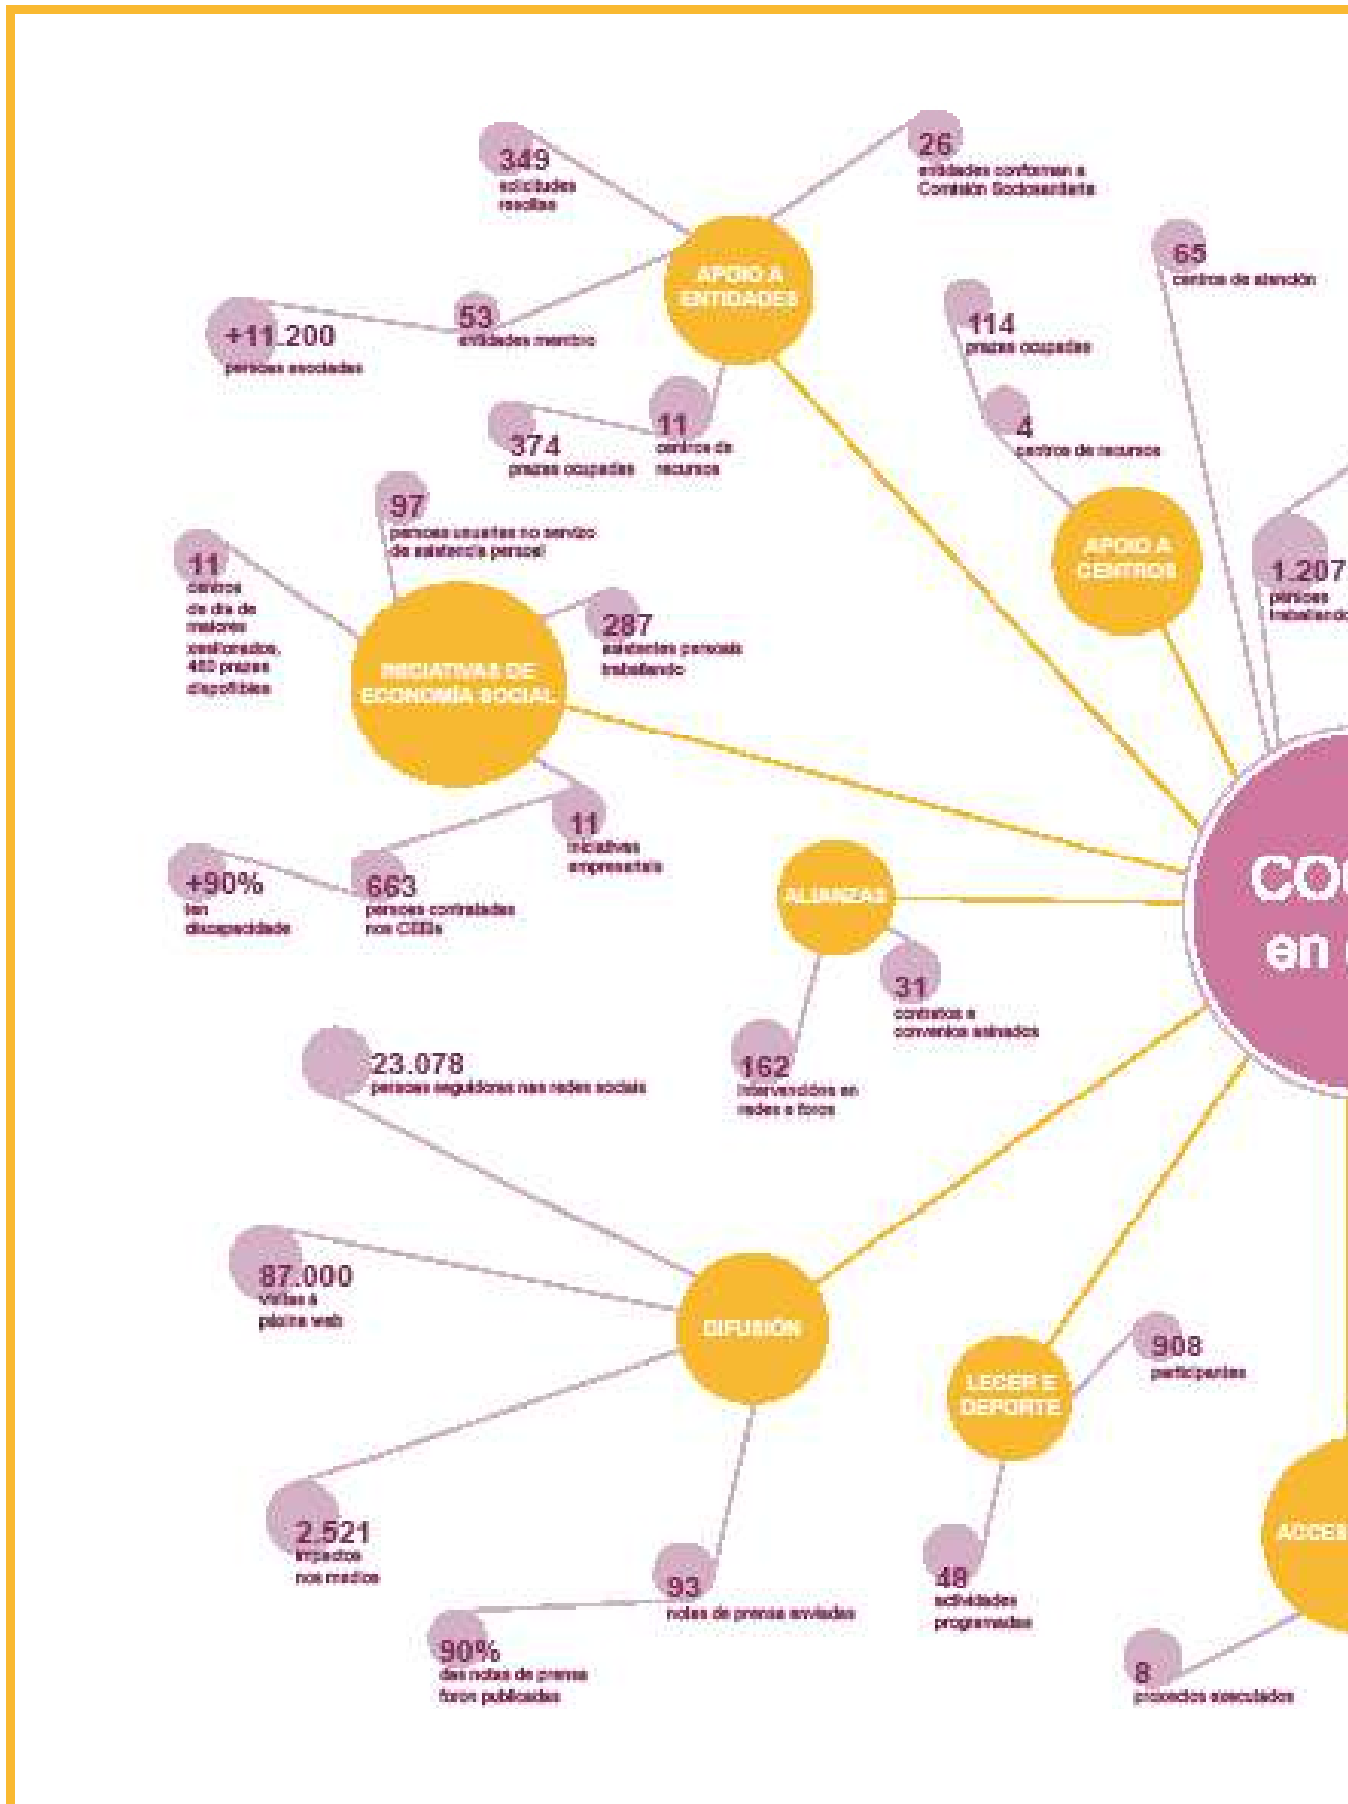 349
solicitudes
resoltas
26
entidades conforman a
Comisión Sociosanitaria
APOIO A
ENTIDADES
+11.200
persoas asociadas
53
entidades membro
374
prazas ocupadas
11
centros de
recursos
65
centros de atención
114
prazas ocupadas
4
centros de recursos
APOIO A
CENTROS
1.207
persoas
traballando
97
persoas usuarias no servizo
de asistencia persoal
11
centros
de día de
maiores
xestionados,
prazas
dispoñibles
287
asistentes persoais
traballando
INICIATIVAS DE
ECONOMÍA SOCIAL
11
iniciativas
empresariais
663
persoas contratadas
nos CEEs
+90%
ten
discapacidade
ALIANZAS
31
contratos e
convenios asinados
162
intervencións en
redes e foros
en
23.078
persoas seguidoras nas redes sociais
87.000
visitas á
páxina web
DIFUSIÓN
2.521
impactos
nos medios
93
notas de prensa enviadas
90%
das notas de prensa
foron publicadas
LECER E
DEPORTE
908
participantes
48
actividades
programadas
ACCES
8
proxectos executados